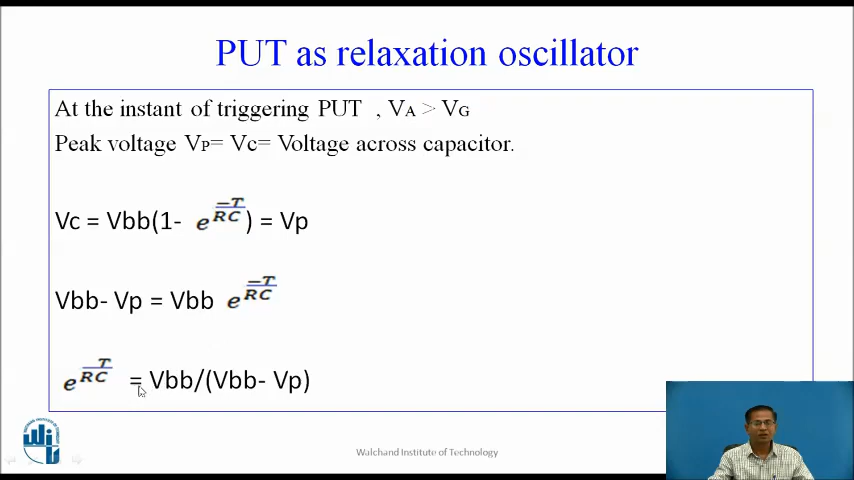 PUT as relaxation oscillator
At the instant of triggering PUT , VA > VG
Peak voltage VP= Vc= Voltage across capacitor.
Vc = Vbb(1- e^(-T/RC)) = Vp
Vbb- Vp = Vbb e^(-T/RC)
e^(T/RC) = Vbb/(Vbb- Vp)
Walchand Institute of Technology